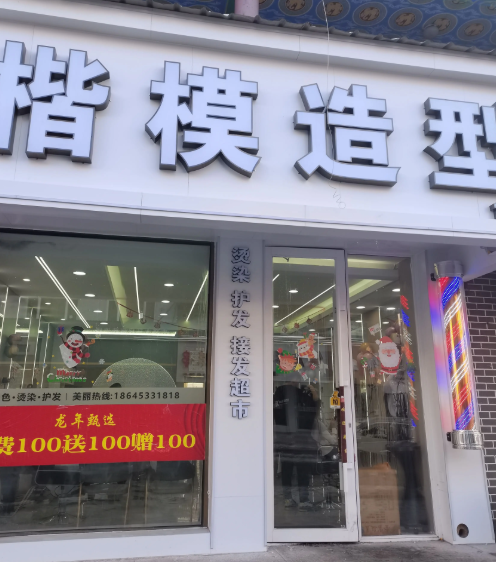 楷模造型
烫染 护发 接发超市
色·烫染·护发 | 美丽热线:18645331818
龙年甄选
费100送100赠100